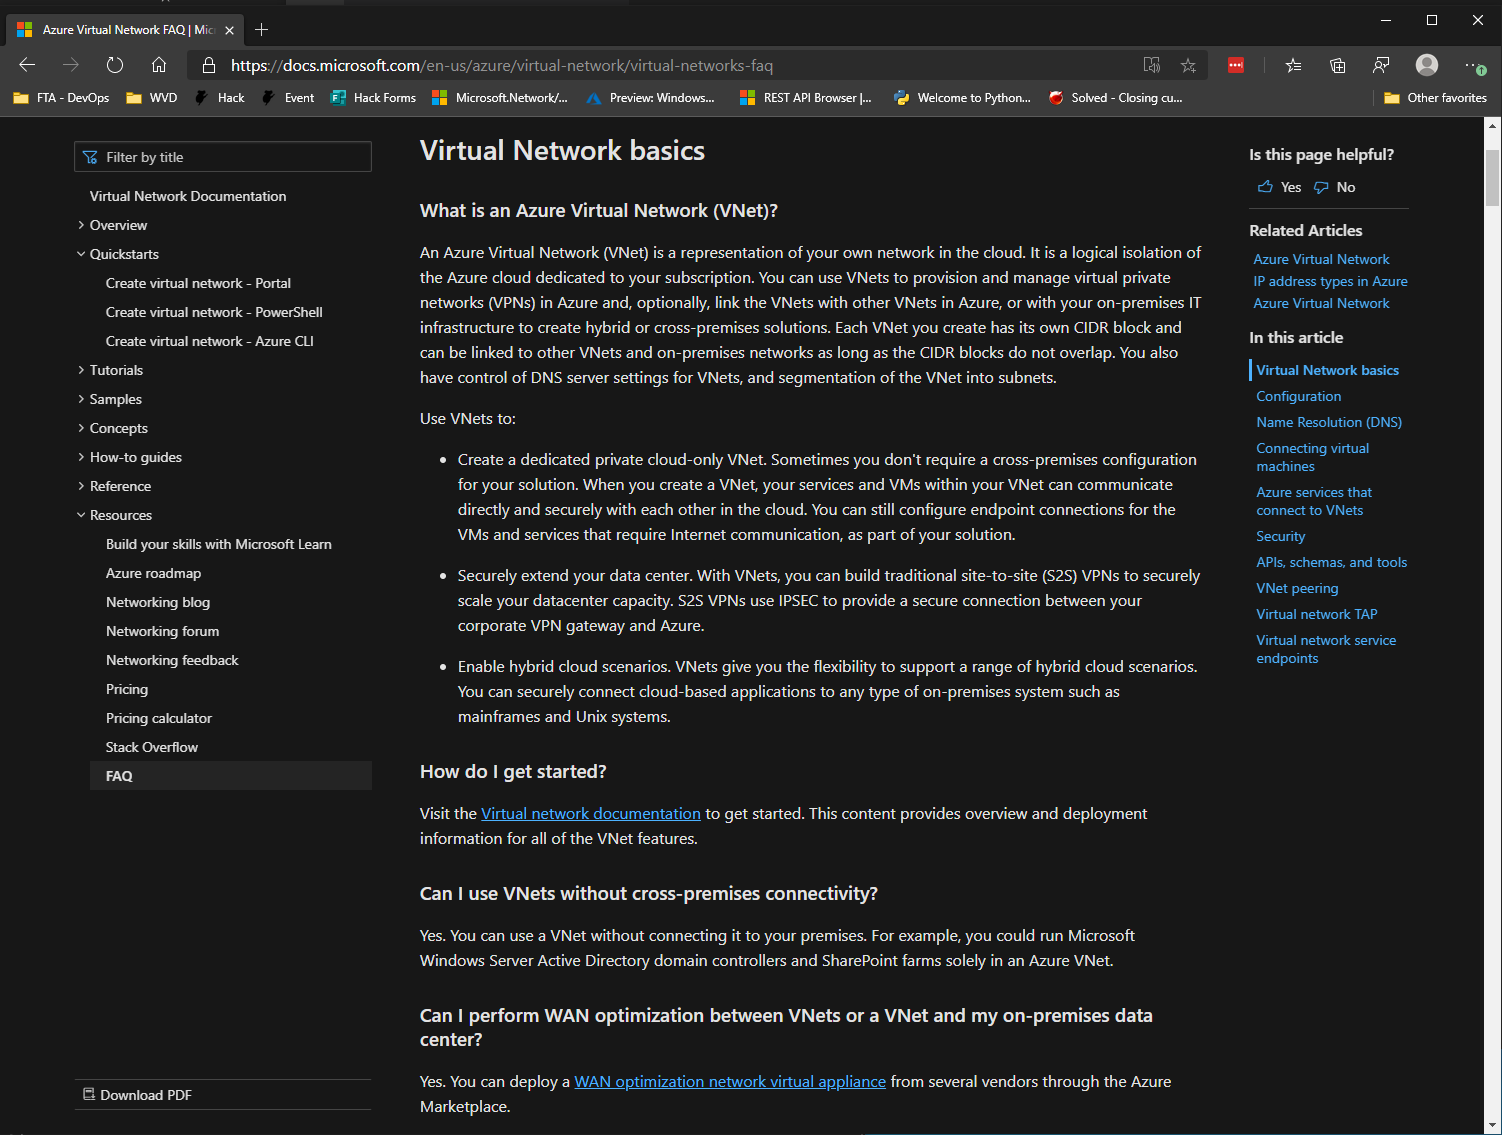 Azure Virtual Network FAQ | Mic
https://docs.microsoft.com/en-us/azure/virtual-network/virtual-networks-faq
FTA - DevOps
WVD
Hack
Event
Hack Forms
Microsoft.Network/...
Preview: Windows...
REST API Browser |...
Welcome to Python...
Solved - Closing cu...
Other favorites
Filter by title
Virtual Network Documentation
Overview
Quickstarts
Create virtual network - Portal
Create virtual network - PowerShell
Create virtual network - Azure CLI
Tutorials
Samples
Concepts
How-to guides
Reference
Resources
Build your skills with Microsoft Learn
Azure roadmap
Networking blog
Networking forum
Networking feedback
Pricing
Pricing calculator
Stack Overflow
FAQ
Download PDF
Virtual Network basics
What is an Azure Virtual Network (VNet)?
An Azure Virtual Network (VNet) is a representation of your own network in the cloud. It is a logical isolation of
the Azure cloud dedicated to your subscription. You can use VNets to provision and manage virtual private
networks (VPNs) in Azure and, optionally, link the VNets with other VNets in Azure, or with your on-premises IT
infrastructure to create hybrid or cross-premises solutions. Each VNet you create has its own CIDR block and
can be linked to other VNets and on-premises networks as long as the CIDR blocks do not overlap. You also
have control of DNS server settings for VNets, and segmentation of the VNet into subnets.
Use VNets to:
• Create a dedicated private cloud-only VNet. Sometimes you don't require a cross-premises configuration
for your solution. When you create a VNet, your services and VMs within your VNet can communicate
directly and securely with each other in the cloud. You can still configure endpoint connections for the
VMs and services that require Internet communication, as part of your solution.
• Securely extend your data center. With VNets, you can build traditional site-to-site (S2S) VPNs to securely
scale your datacenter capacity. S2S VPNs use IPSEC to provide a secure connection between your
corporate VPN gateway and Azure.
• Enable hybrid cloud scenarios. VNets give you the flexibility to support a range of hybrid cloud scenarios.
You can securely connect cloud-based applications to any type of on-premises system such as
mainframes and Unix systems.
How do I get started?
Visit the Virtual network documentation to get started. This content provides overview and deployment
information for all of the VNet features.
Can I use VNets without cross-premises connectivity?
Yes. You can use a VNet without connecting it to your premises. For example, you could run Microsoft
Windows Server Active Directory domain controllers and SharePoint farms solely in an Azure VNet.
Can I perform WAN optimization between VNets or a VNet and my on-premises data
center?
Yes. You can deploy a WAN optimization network virtual appliance from several vendors through the Azure
Marketplace.
Is this page helpful?
Yes No
Related Articles
Azure Virtual Network
IP address types in Azure
Azure Virtual Network
In this article
Virtual Network basics
Configuration
Name Resolution (DNS)
Connecting virtual
machines
Azure services that
connect to VNets
Security
APIs, schemas, and tools
VNet peering
Virtual network TAP
Virtual network service
endpoints